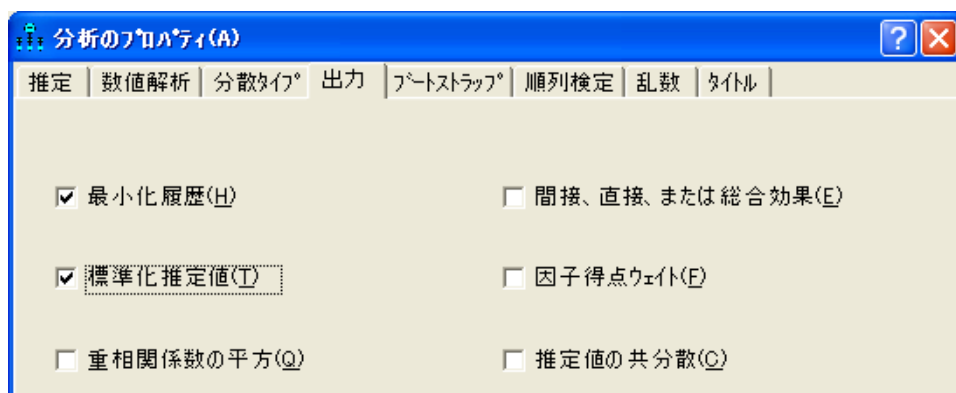 分析のﾌﾟﾛﾊﾟﾃｨ(A)
推定 数値解析 分散ﾀｲﾌﾟ 出力 ﾌﾞｰﾄｽﾄﾗｯﾌﾟ 順列検定 乱数 ﾀｲﾄﾙ
最小化履歴(H) 間接、直接、または総合効果(E)
標準化推定値(T) 因子得点ｳｪｲﾄ(F)
重相関係数の平方(Q) 推定値の共分散(C)